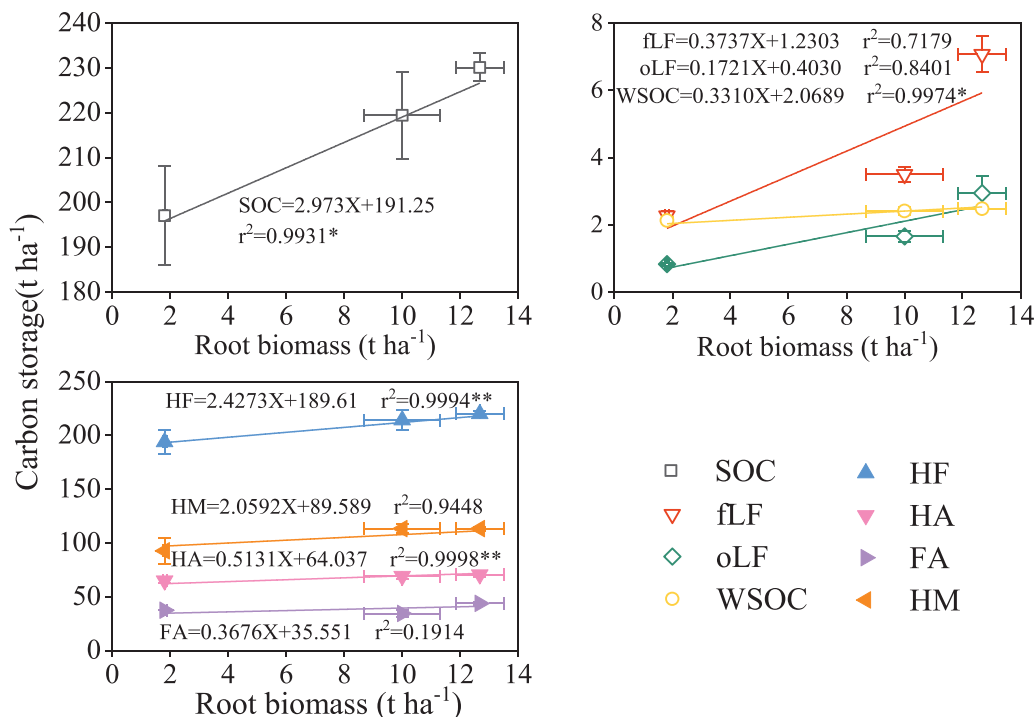 Carbon storage(t ha⁻¹)
240
230
220
210
200
190
180
SOC=2.973X+191.25
r²=0.9931*
0 2 4 6 8 10 12 14
Root biomass (t ha⁻¹)
8
6
4
2
0
fLF=0.3737X+1.2303 r²=0.7179
oLF=0.1721X+0.4030 r²=0.8401
WSOC=0.3310X+2.0689 r²=0.9974*
0 2 4 6 8 10 12 14
Root biomass (t ha⁻¹)
250
200
150
100
50
0
HF=2.4273X+189.61 r²=0.9994**
HM=2.0592X+89.589 r²=0.9448
HA=0.5131X+64.037 r²=0.9998**
FA=0.3676X+35.551 r²=0.1914
0 2 4 6 8 10 12 14
Root biomass (t ha⁻¹)
SOC HF
fLF HA
oLF FA
WSOC HM